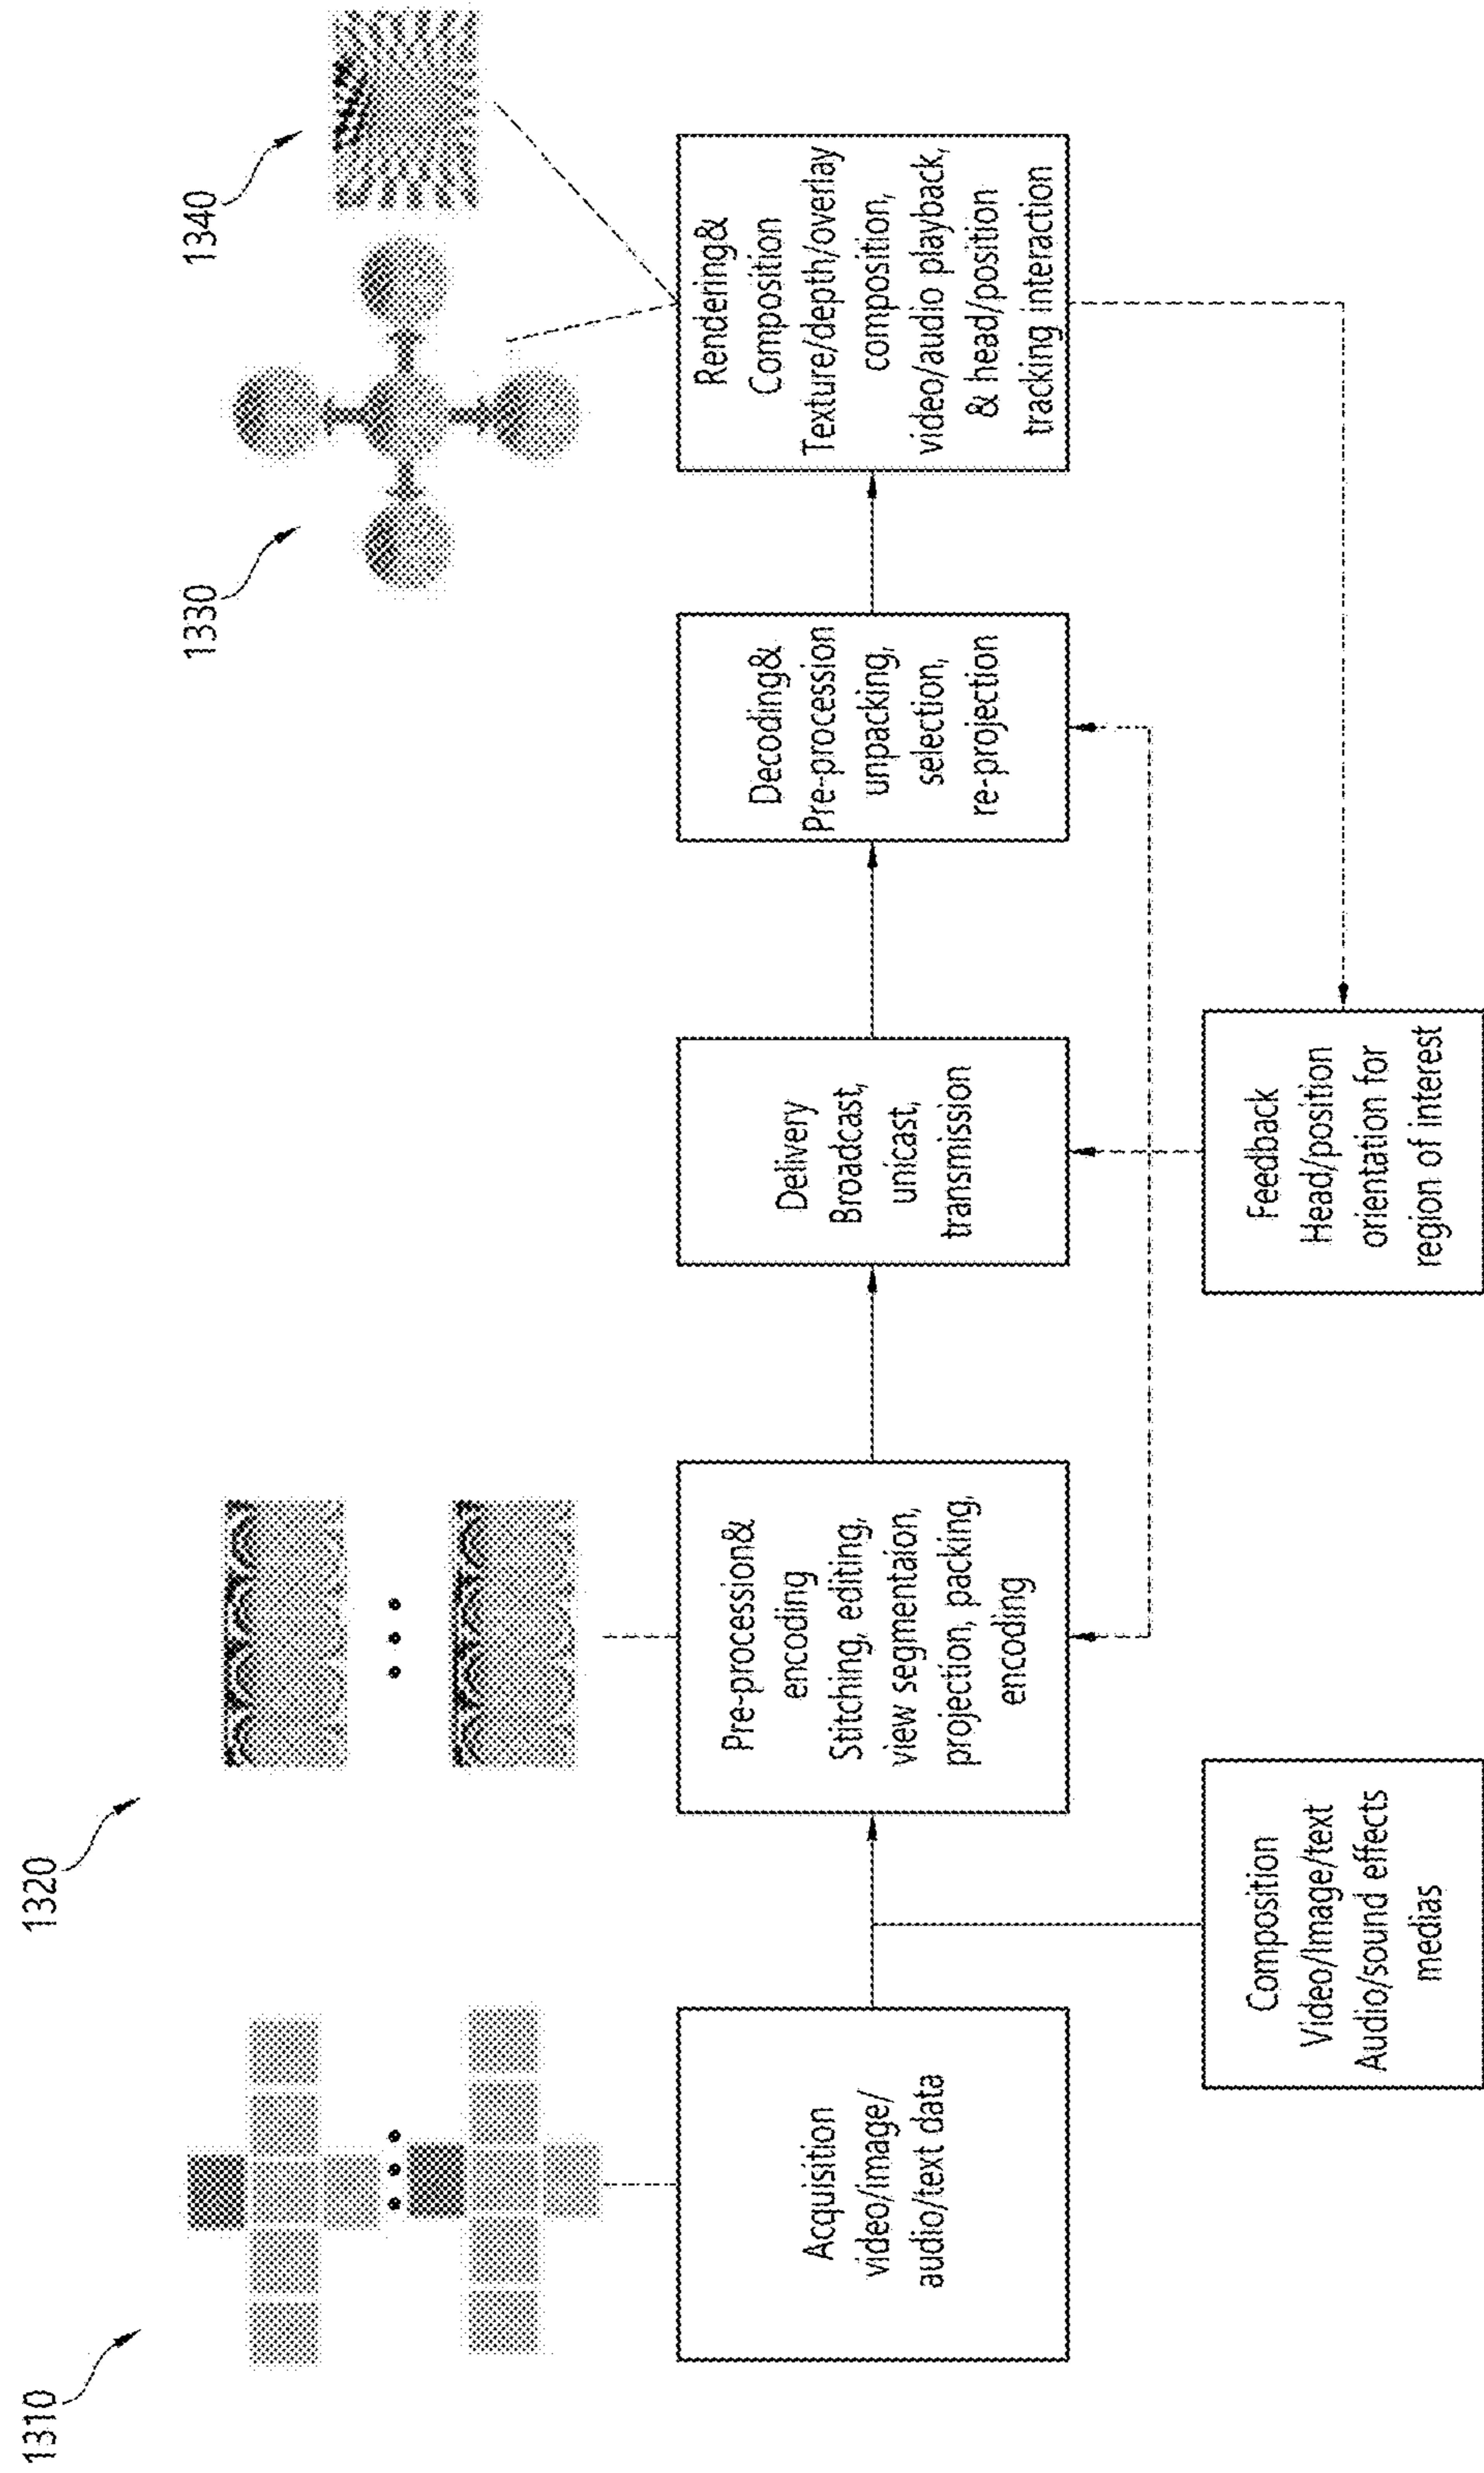 1310
1320
1330
1340
Acquisition
video/image/
audio/text data
Composition
Video/Image/text
Audio/sound effects
medias
Pre-procession&
encoding
Stitching, editing,
view segmentaion,
projection, packing,
encoding
Delivery
Broadcast,
unicast,
transmission
Feedback
Head/position
orientation for
region of interest
Decoding&
Pre-procession
unpacking,
selection,
re-projection
Rendering&
Composition
Texture/depth/overlay
composition,
video/audio playback,
& head/position
tracking interaction